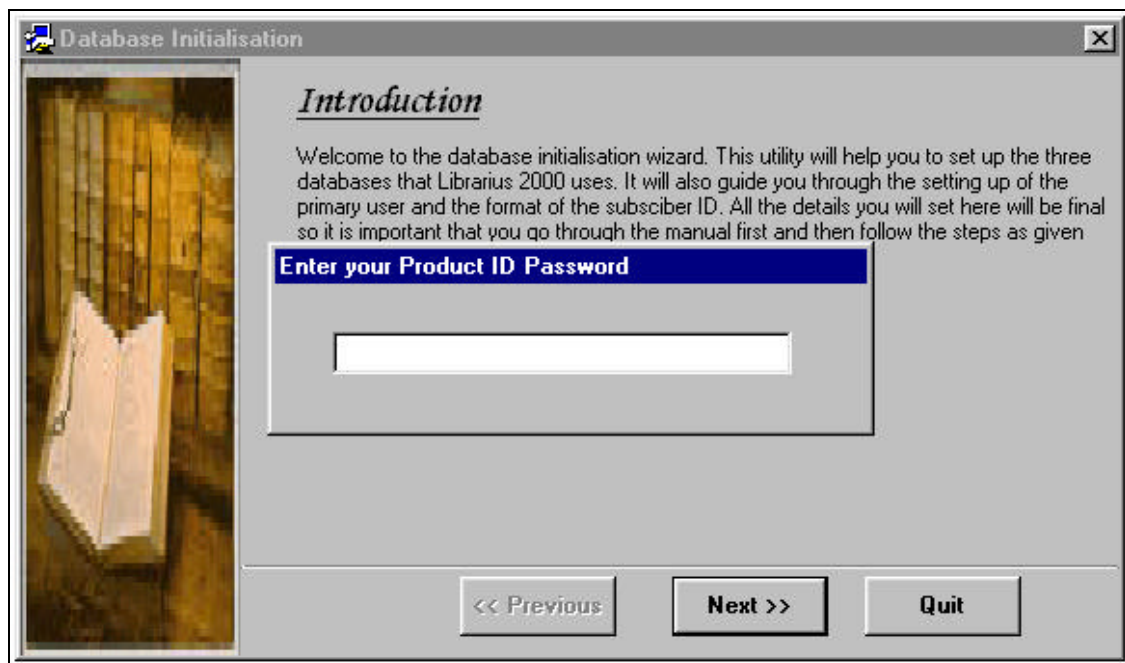 Database Initialisation
Introduction
Welcome to the database initialisation wizard. This utility will help you to set up the three
databases that Librarius 2000 uses. It will also guide you through the setting up of the
primary user and the format of the subsciber ID. All the details you will set here will be final
so it is important that you go through the manual first and then follow the steps as given
Enter your Product ID Password
<< Previous
Next >>
Quit